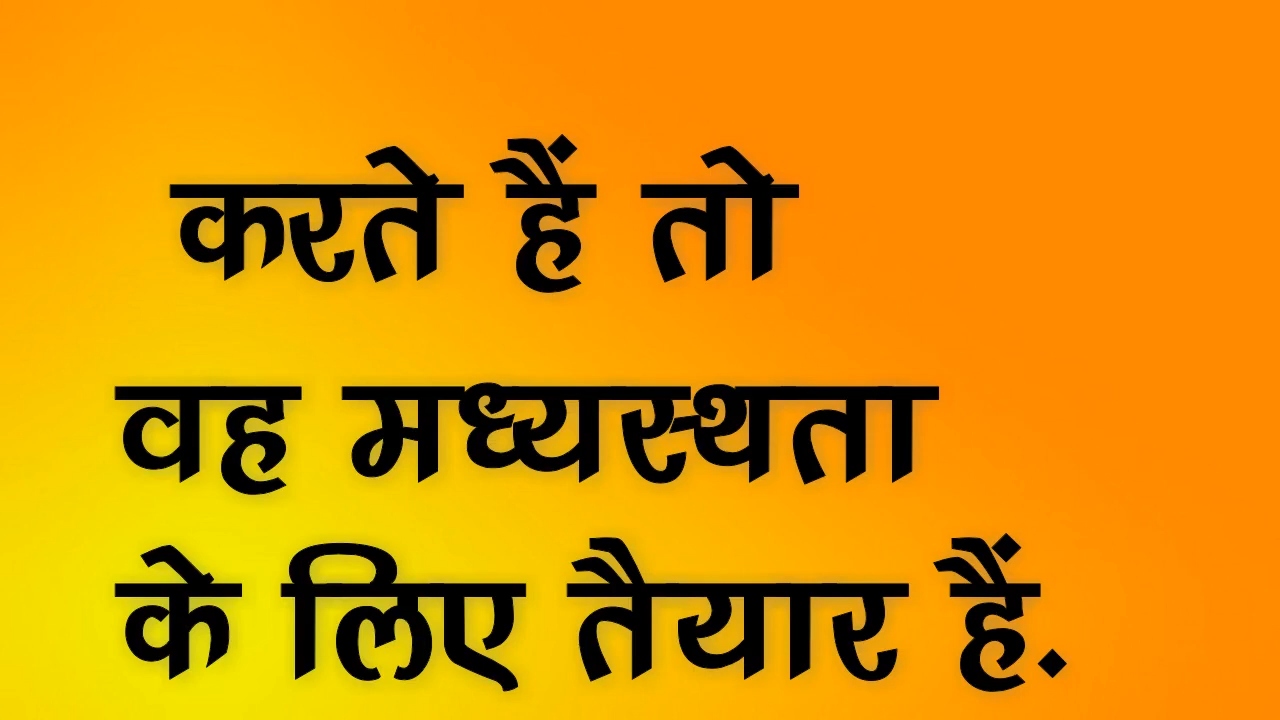 करते हैं तो
वह मध्यस्थता
के लिए तैयार हैं.